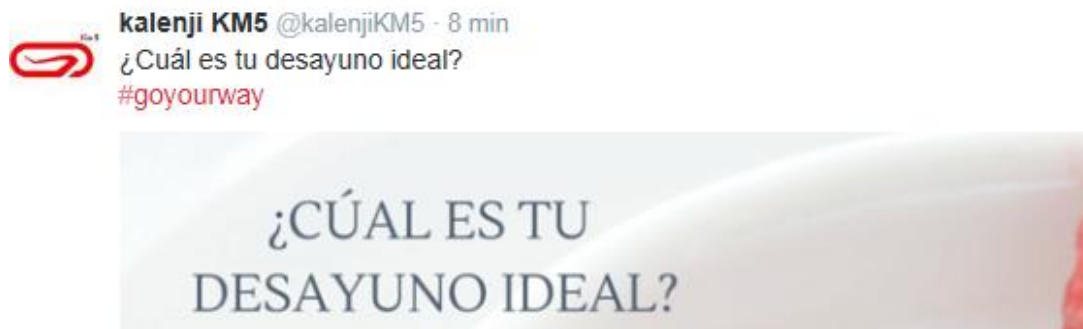 kalenji KM5 @kalenjiKM5 · 8 min
¿Cuál es tu desayuno ideal?
#goyourway
¿CÚAL ES TU
DESAYUNO IDEAL?